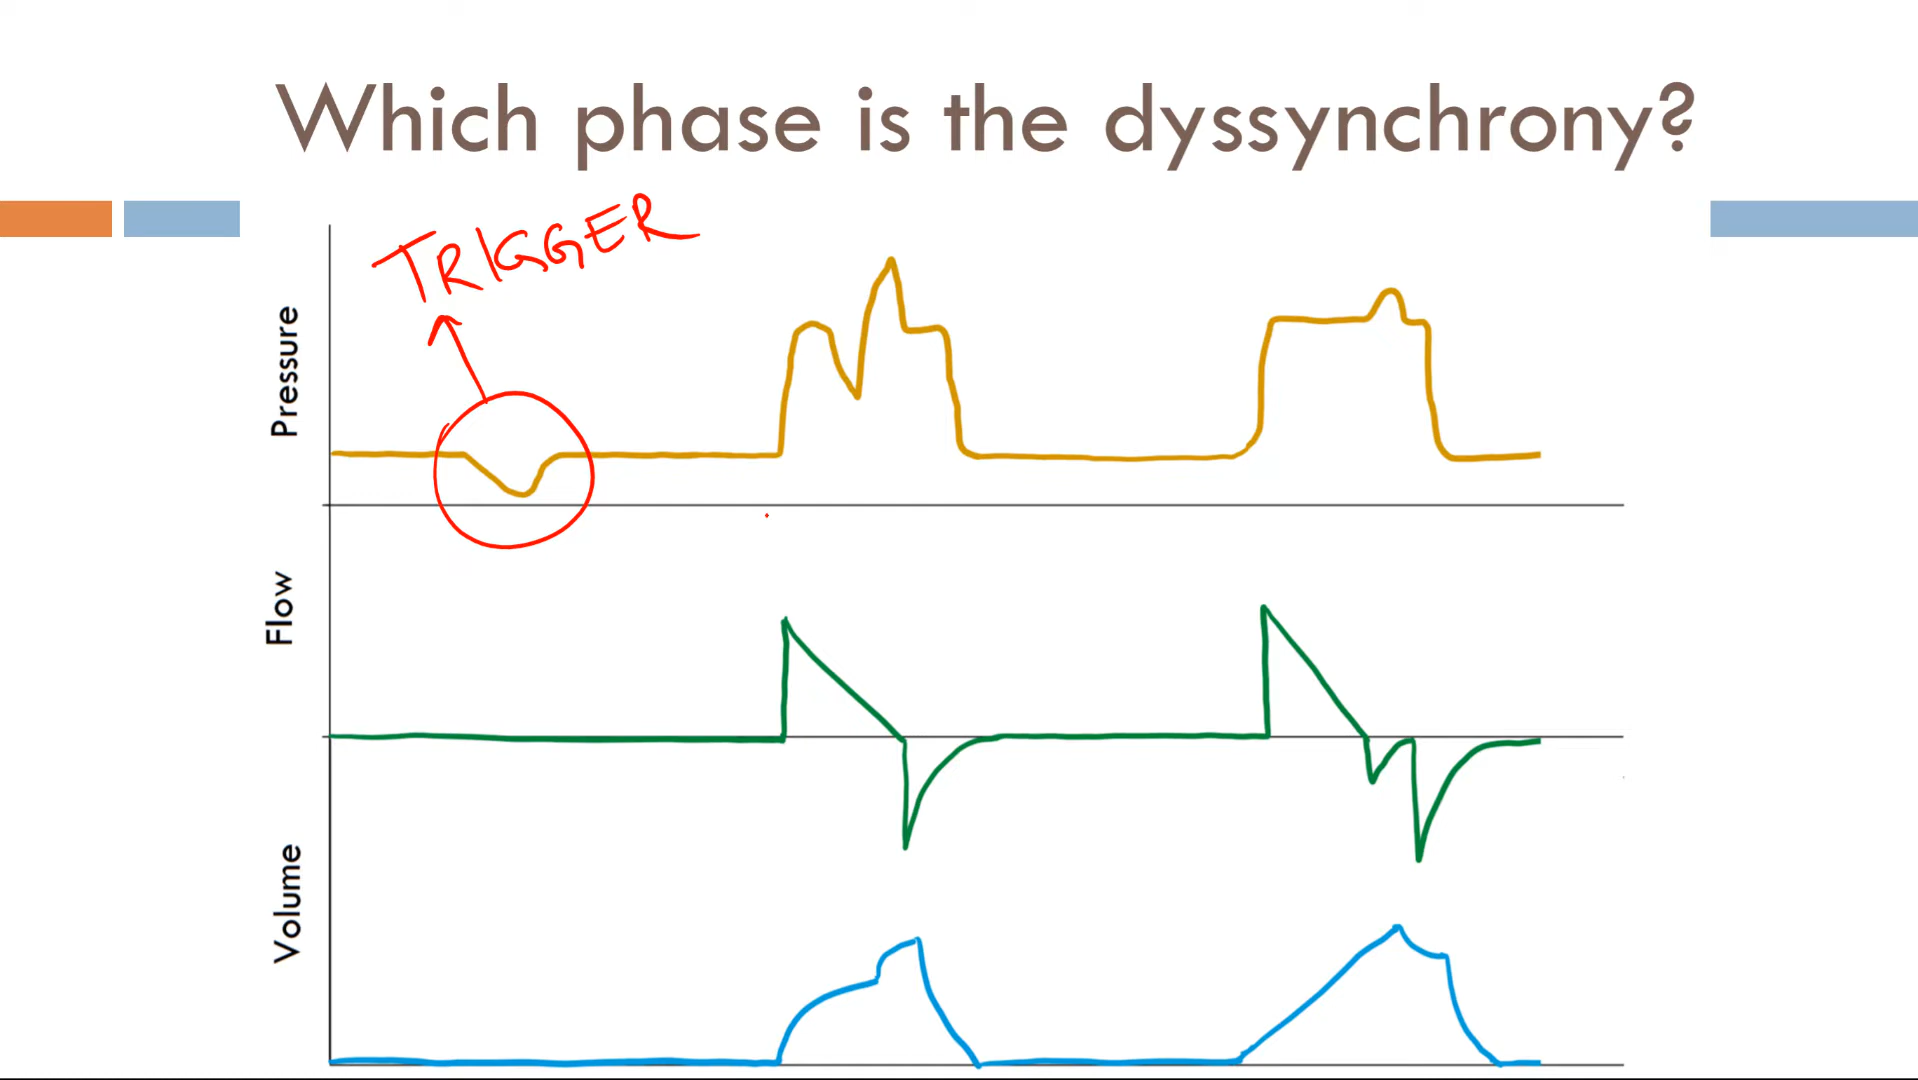 Which phase is the dyssynchrony?
TRIGGER
Pressure
Flow
Volume